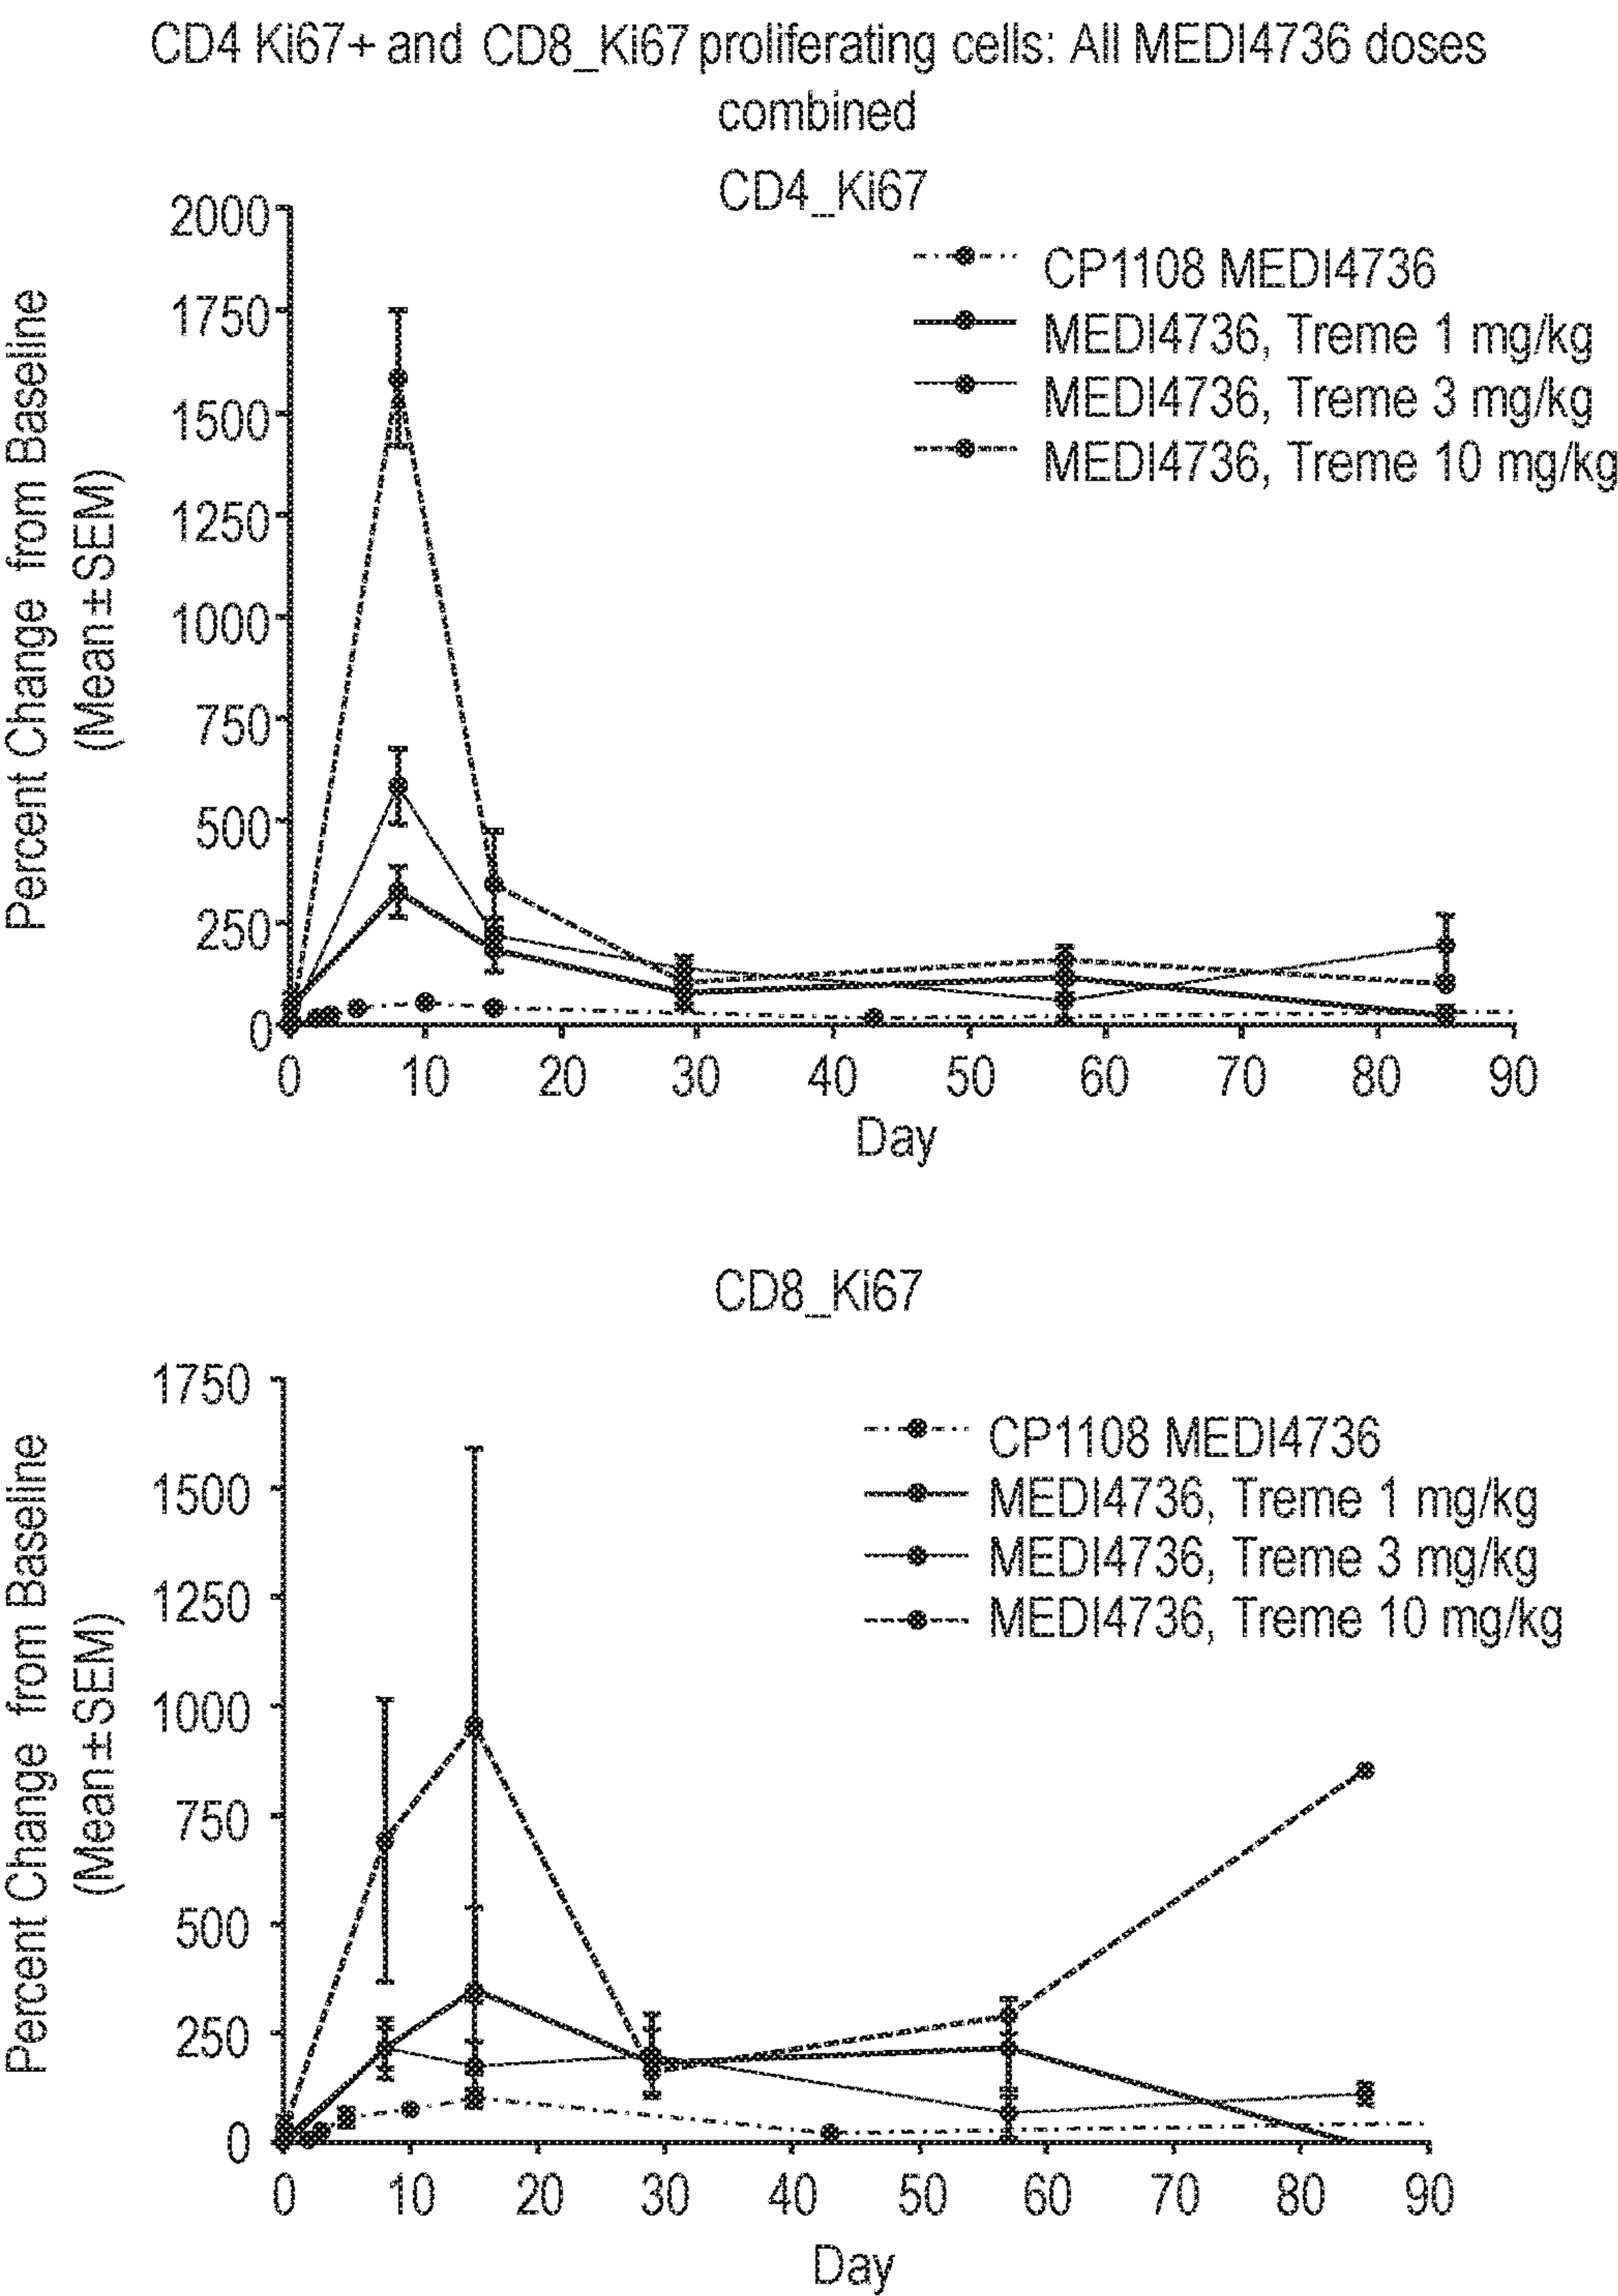 CD4 Ki67+ and CD8_Ki67 proliferating cells: All MEDI4736 doses
combined
CD4_Ki67
Percent Change from Baseline
(Mean±SEM)
2000
1750
1500
1250
1000
750
500
250
0
CP1108 MEDI4736
MEDI4736, Treme 1 mg/kg
MEDI4736, Treme 3 mg/kg
MEDI4736, Treme 10 mg/kg
0 10 20 30 40 50 60 70 80 90
Day
CD8_Ki67
Percent Change from Baseline
(Mean±SEM)
1750
1500
1250
1000
750
500
250
0
CP1108 MEDI4736
MEDI4736, Treme 1 mg/kg
MEDI4736, Treme 3 mg/kg
MEDI4736, Treme 10 mg/kg
0 10 20 30 40 50 60 70 80 90
Day